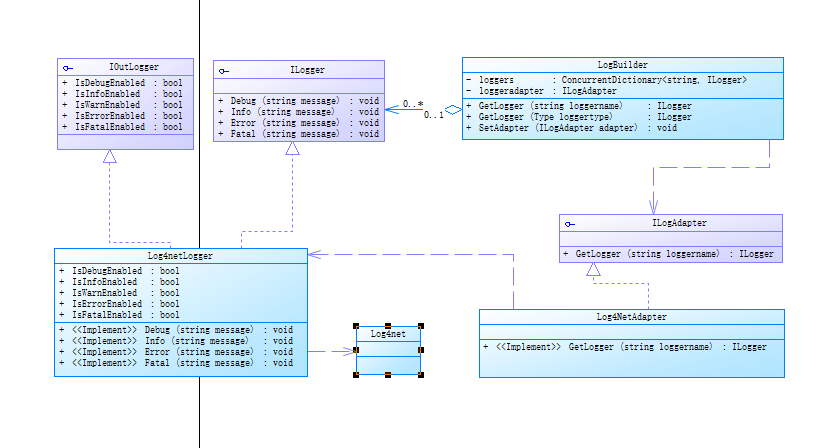 IOutLogger
+ IsDebugEnabled : bool
+ IsInfoEnabled : bool
+ IsWarnEnabled : bool
+ IsErrorEnabled : bool
+ IsFatalEnabled : bool
ILogger
+ Debug (string message) : void
+ Info (string message) : void
+ Error (string message) : void
+ Fatal (string message) : void
0..*
0..1
LogBuilder
- loggers : ConcurrentDictionary<string, ILogger>
- loggeradapter : ILogAdapter
+ GetLogger (string loggername) : ILogger
+ GetLogger (Type loggertype) : ILogger
+ SetAdapter (ILogAdapter adapter) : void
ILogAdapter
+ GetLogger (string loggername) : ILogger
Log4netLogger
+ IsDebugEnabled : bool
+ IsInfoEnabled : bool
+ IsWarnEnabled : bool
+ IsErrorEnabled : bool
+ IsFatalEnabled : bool
+ <<Implement>> Debug (string message) : void
+ <<Implement>> Info (string message) : void
+ <<Implement>> Error (string message) : void
+ <<Implement>> Fatal (string message) : void
Log4net
Log4NetAdapter
+ <<Implement>> GetLogger (string loggername) : ILogger